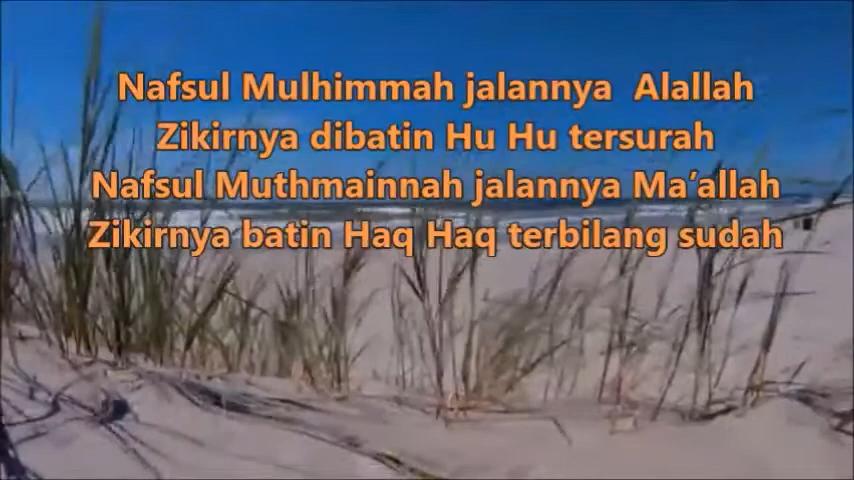 Nafsul Mulhimmah jalannya Alallah
Zikirnya dibatin Hu Hu tersurah
Nafsul Muthmainnah jalannya Ma’allah
Zikirnya batin Haq Haq terbilang sudah